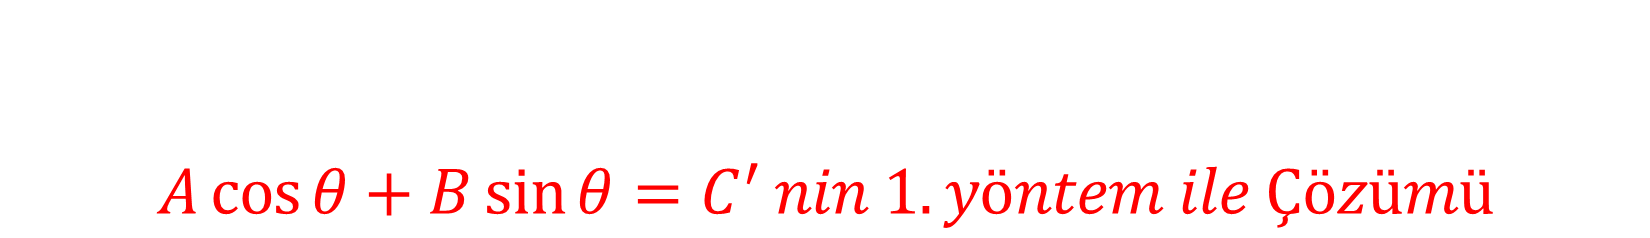 A cos θ + B sin θ = C′ nin 1. yöntem ile Çözümü